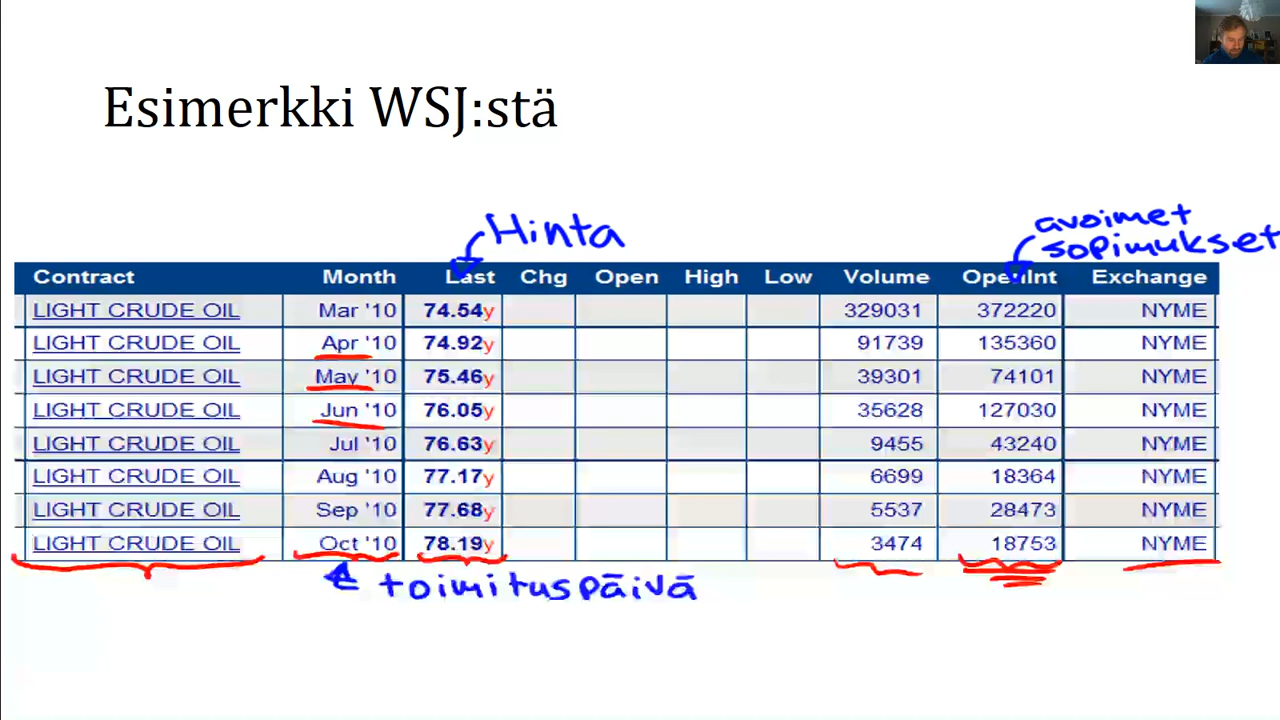 Esimerkki WSJ:stä
Hinta
avoimet
sopimukset
Contract Month Last Chg Open High Low Volume OpenInt Exchange
LIGHT CRUDE OIL Mar '10 74.54y 329031 372220 NYME
LIGHT CRUDE OIL Apr '10 74.92y 91739 135360 NYME
LIGHT CRUDE OIL May '10 75.46y 39301 74101 NYME
LIGHT CRUDE OIL Jun '10 76.05y 35628 127030 NYME
LIGHT CRUDE OIL Jul '10 76.63y 9455 43240 NYME
LIGHT CRUDE OIL Aug '10 77.17y 6699 18364 NYME
LIGHT CRUDE OIL Sep '10 77.68y 5537 28473 NYME
LIGHT CRUDE OIL Oct '10 78.19y 3474 18753 NYME
toimituspäivä